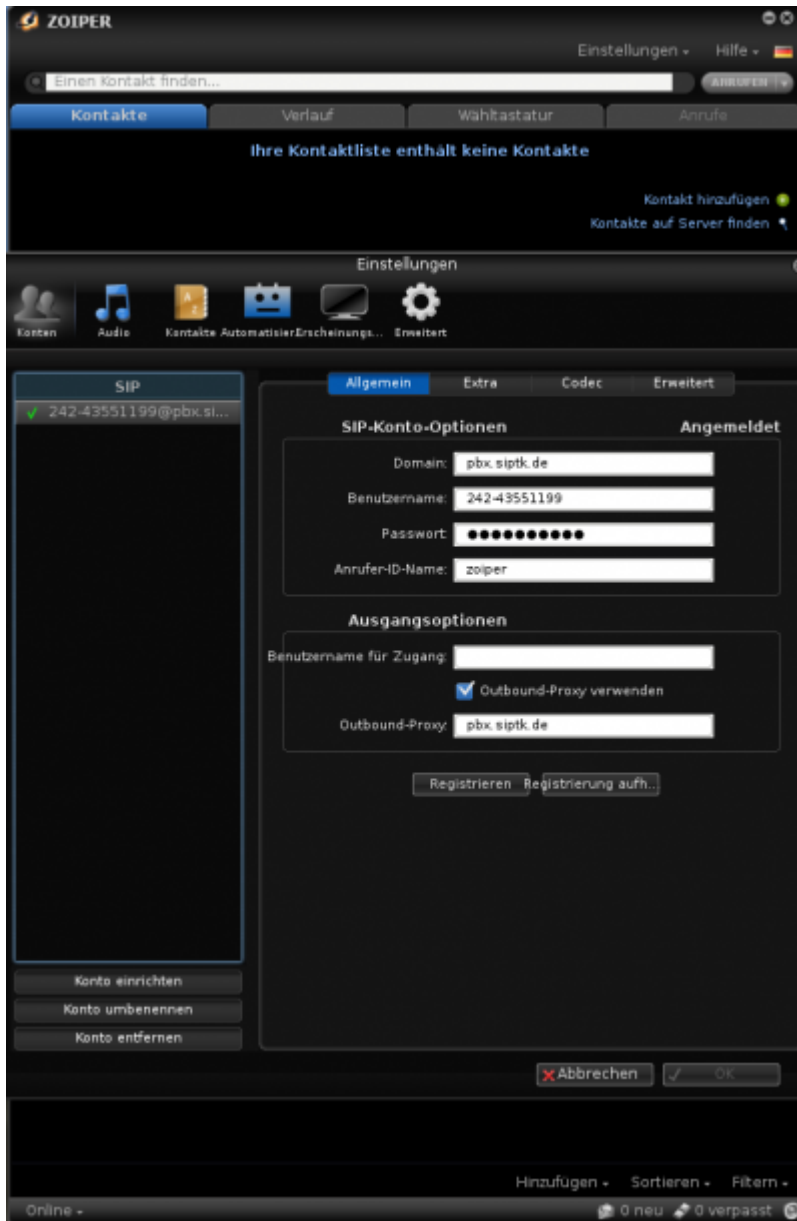 ZOIPER
Einstellungen Hilfe
Einen Kontakt finden...
ANRUFEN
Kontakte Verlauf Wähltastatur Anrufe
Ihre Kontaktliste enthält keine Kontakte
Kontakt hinzufügen
Kontakte auf Server finden
Einstellungen
Konten Audio Kontakte Automatisier... Erscheinungs... Erweitert
SIP
242-43551199@pbx.si...
Allgemein Extra Codec Erweitert
SIP-Konto-Optionen Angemeldet
Domain: pbx.siptk.de
Benutzername: 242-43551199
Passwort: ●●●●●●●●●●
Anrufer-ID-Name: zoiper
Ausgangsoptionen
Benutzername für Zugang:
Outbound-Proxy verwenden
Outbound-Proxy: pbx.siptk.de
Registrieren Registrierung aufh...
Konto einrichten
Konto umbenennen
Konto entfernen
Abbrechen OK
Hinzufügen Sortieren Filtern
Online 0 neu 0 verpasst